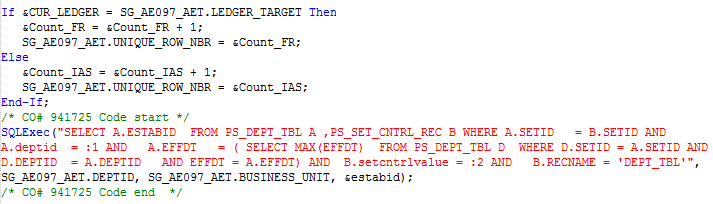 If &CUR_LEDGER = SG_AE097_AET.LEDGER_TARGET Then
&Count_FR = &Count_FR + 1;
SG_AE097_AET.UNIQUE_ROW_NBR = &Count_FR;
Else
&Count_IAS = &Count_IAS + 1;
SG_AE097_AET.UNIQUE_ROW_NBR = &Count_IAS;
End-If;
/* CO# 941725 Code start */
SQLExec("SELECT A.ESTABID  FROM PS_DEPT_TBL A ,PS_SET_CNTRL_REC B WHERE A.SETID   = B.SETID AND
A.deptid  = :1 AND   A.EFFDT   = ( SELECT MAX(EFFDT)  FROM PS_DEPT_TBL D  WHERE D.SETID = A.SETID AND
D.DEPTID  = A.DEPTID   AND EFFDT = A.EFFDT) AND  B.setcntrlvalue = :2 AND   B.RECNAME = 'DEPT_TBL'",
SG_AE097_AET.DEPTID, SG_AE097_AET.BUSINESS_UNIT, &estabid);
/* CO# 941725 Code end  */